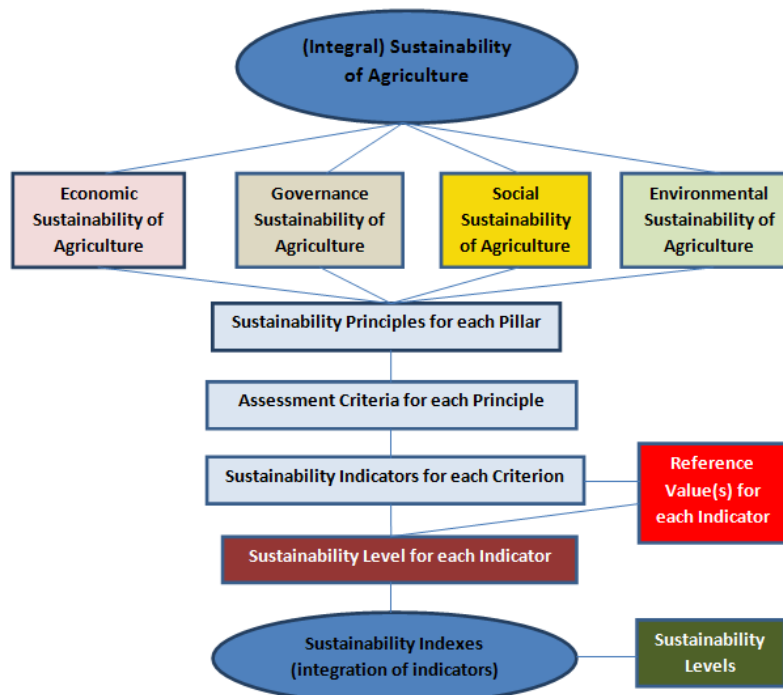 (Integral) Sustainability
of Agriculture
Economic
Sustainability of
Agriculture
Governance
Sustainability of
Agriculture
Social
Sustainability
of Agriculture
Environmental
Sustainability of
Agriculture
Sustainability Principles for each Pillar
Assessment Criteria for each Principle
Sustainability Indicators for each Criterion
Reference
Value(s) for
each Indicator
Sustainability Level for each Indicator
Sustainability Indexes
(integration of indicators)
Sustainability
Levels